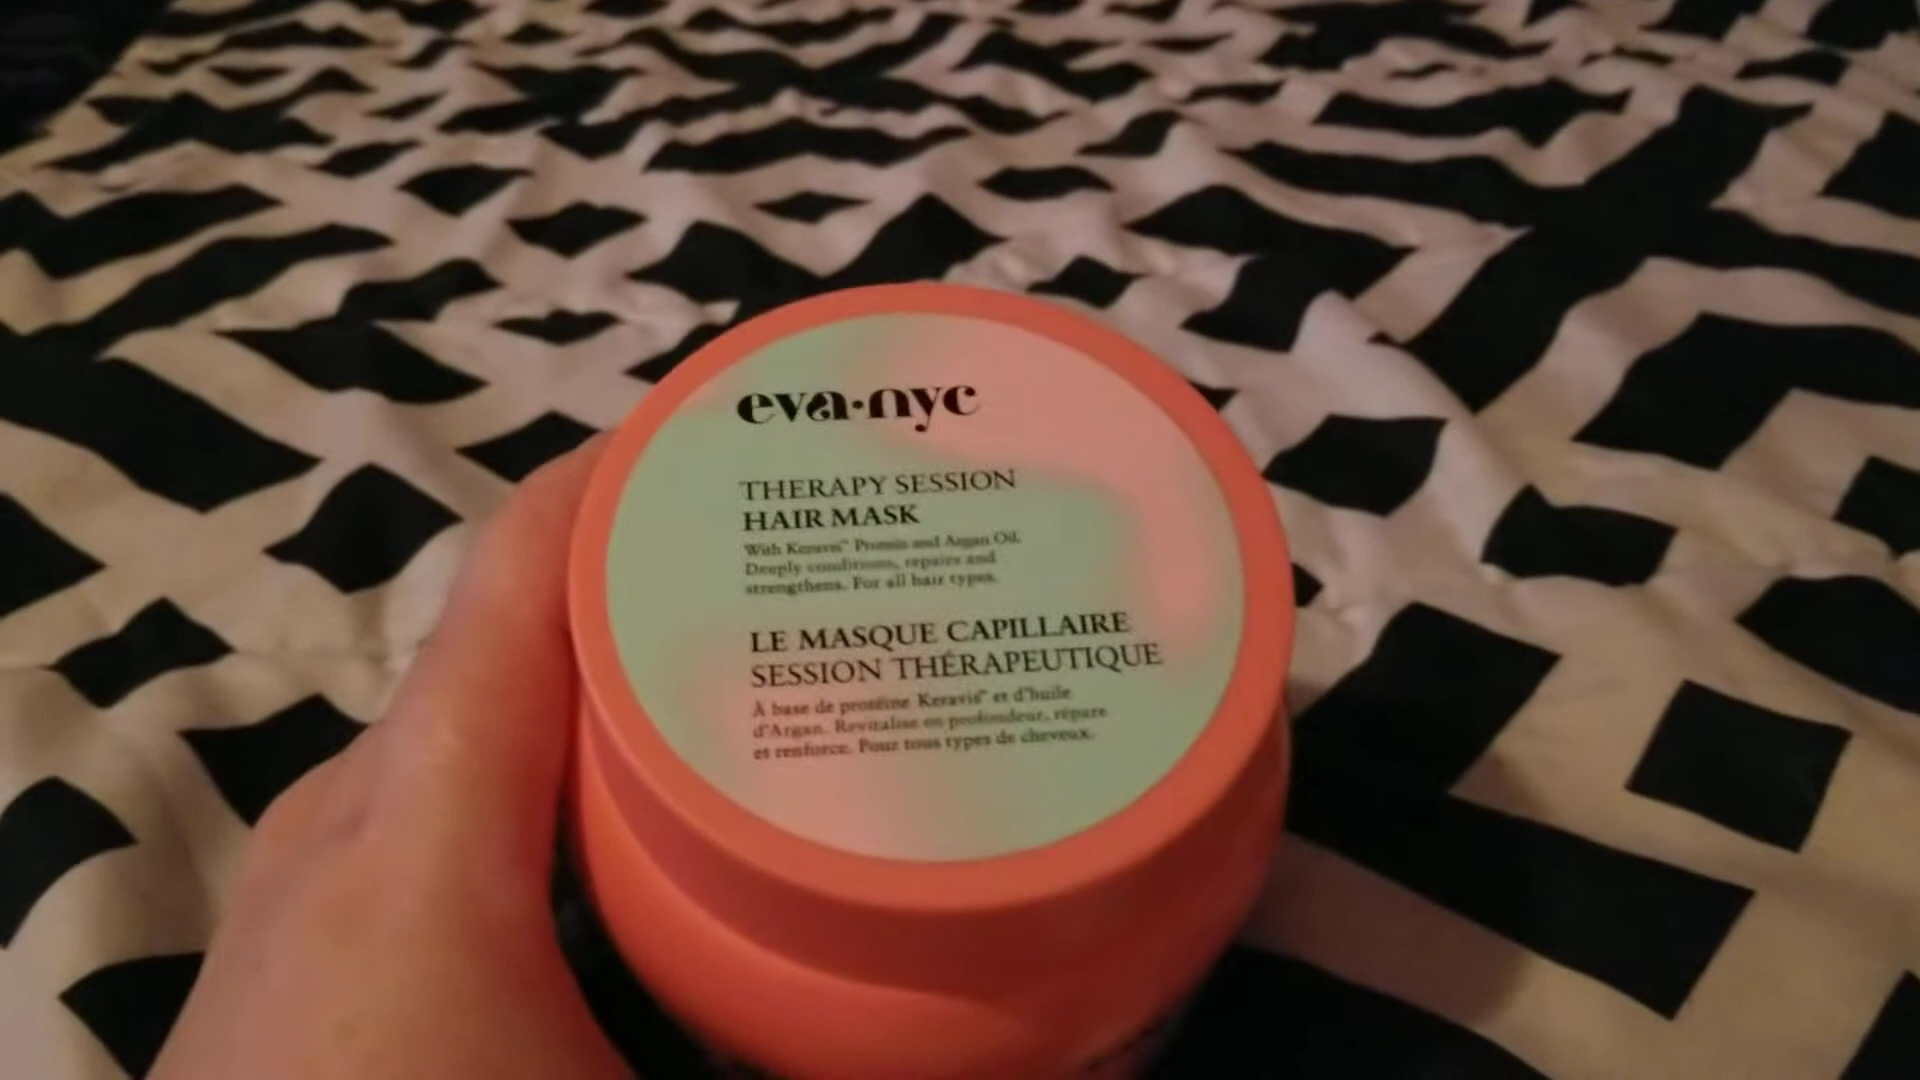 eva·nyc
THERAPY SESSION
HAIR MASK
With Keravis™ Protein and Argan Oil.
Deeply conditions, repairs and
strengthens. For all hair types.
LE MASQUE CAPILLAIRE
SESSION THÉRAPEUTIQUE
À base de protéine Keravis™ et d'huile
d'Argan. Revitalise en profondeur, répare
et renforce. Pour tous types de cheveux.